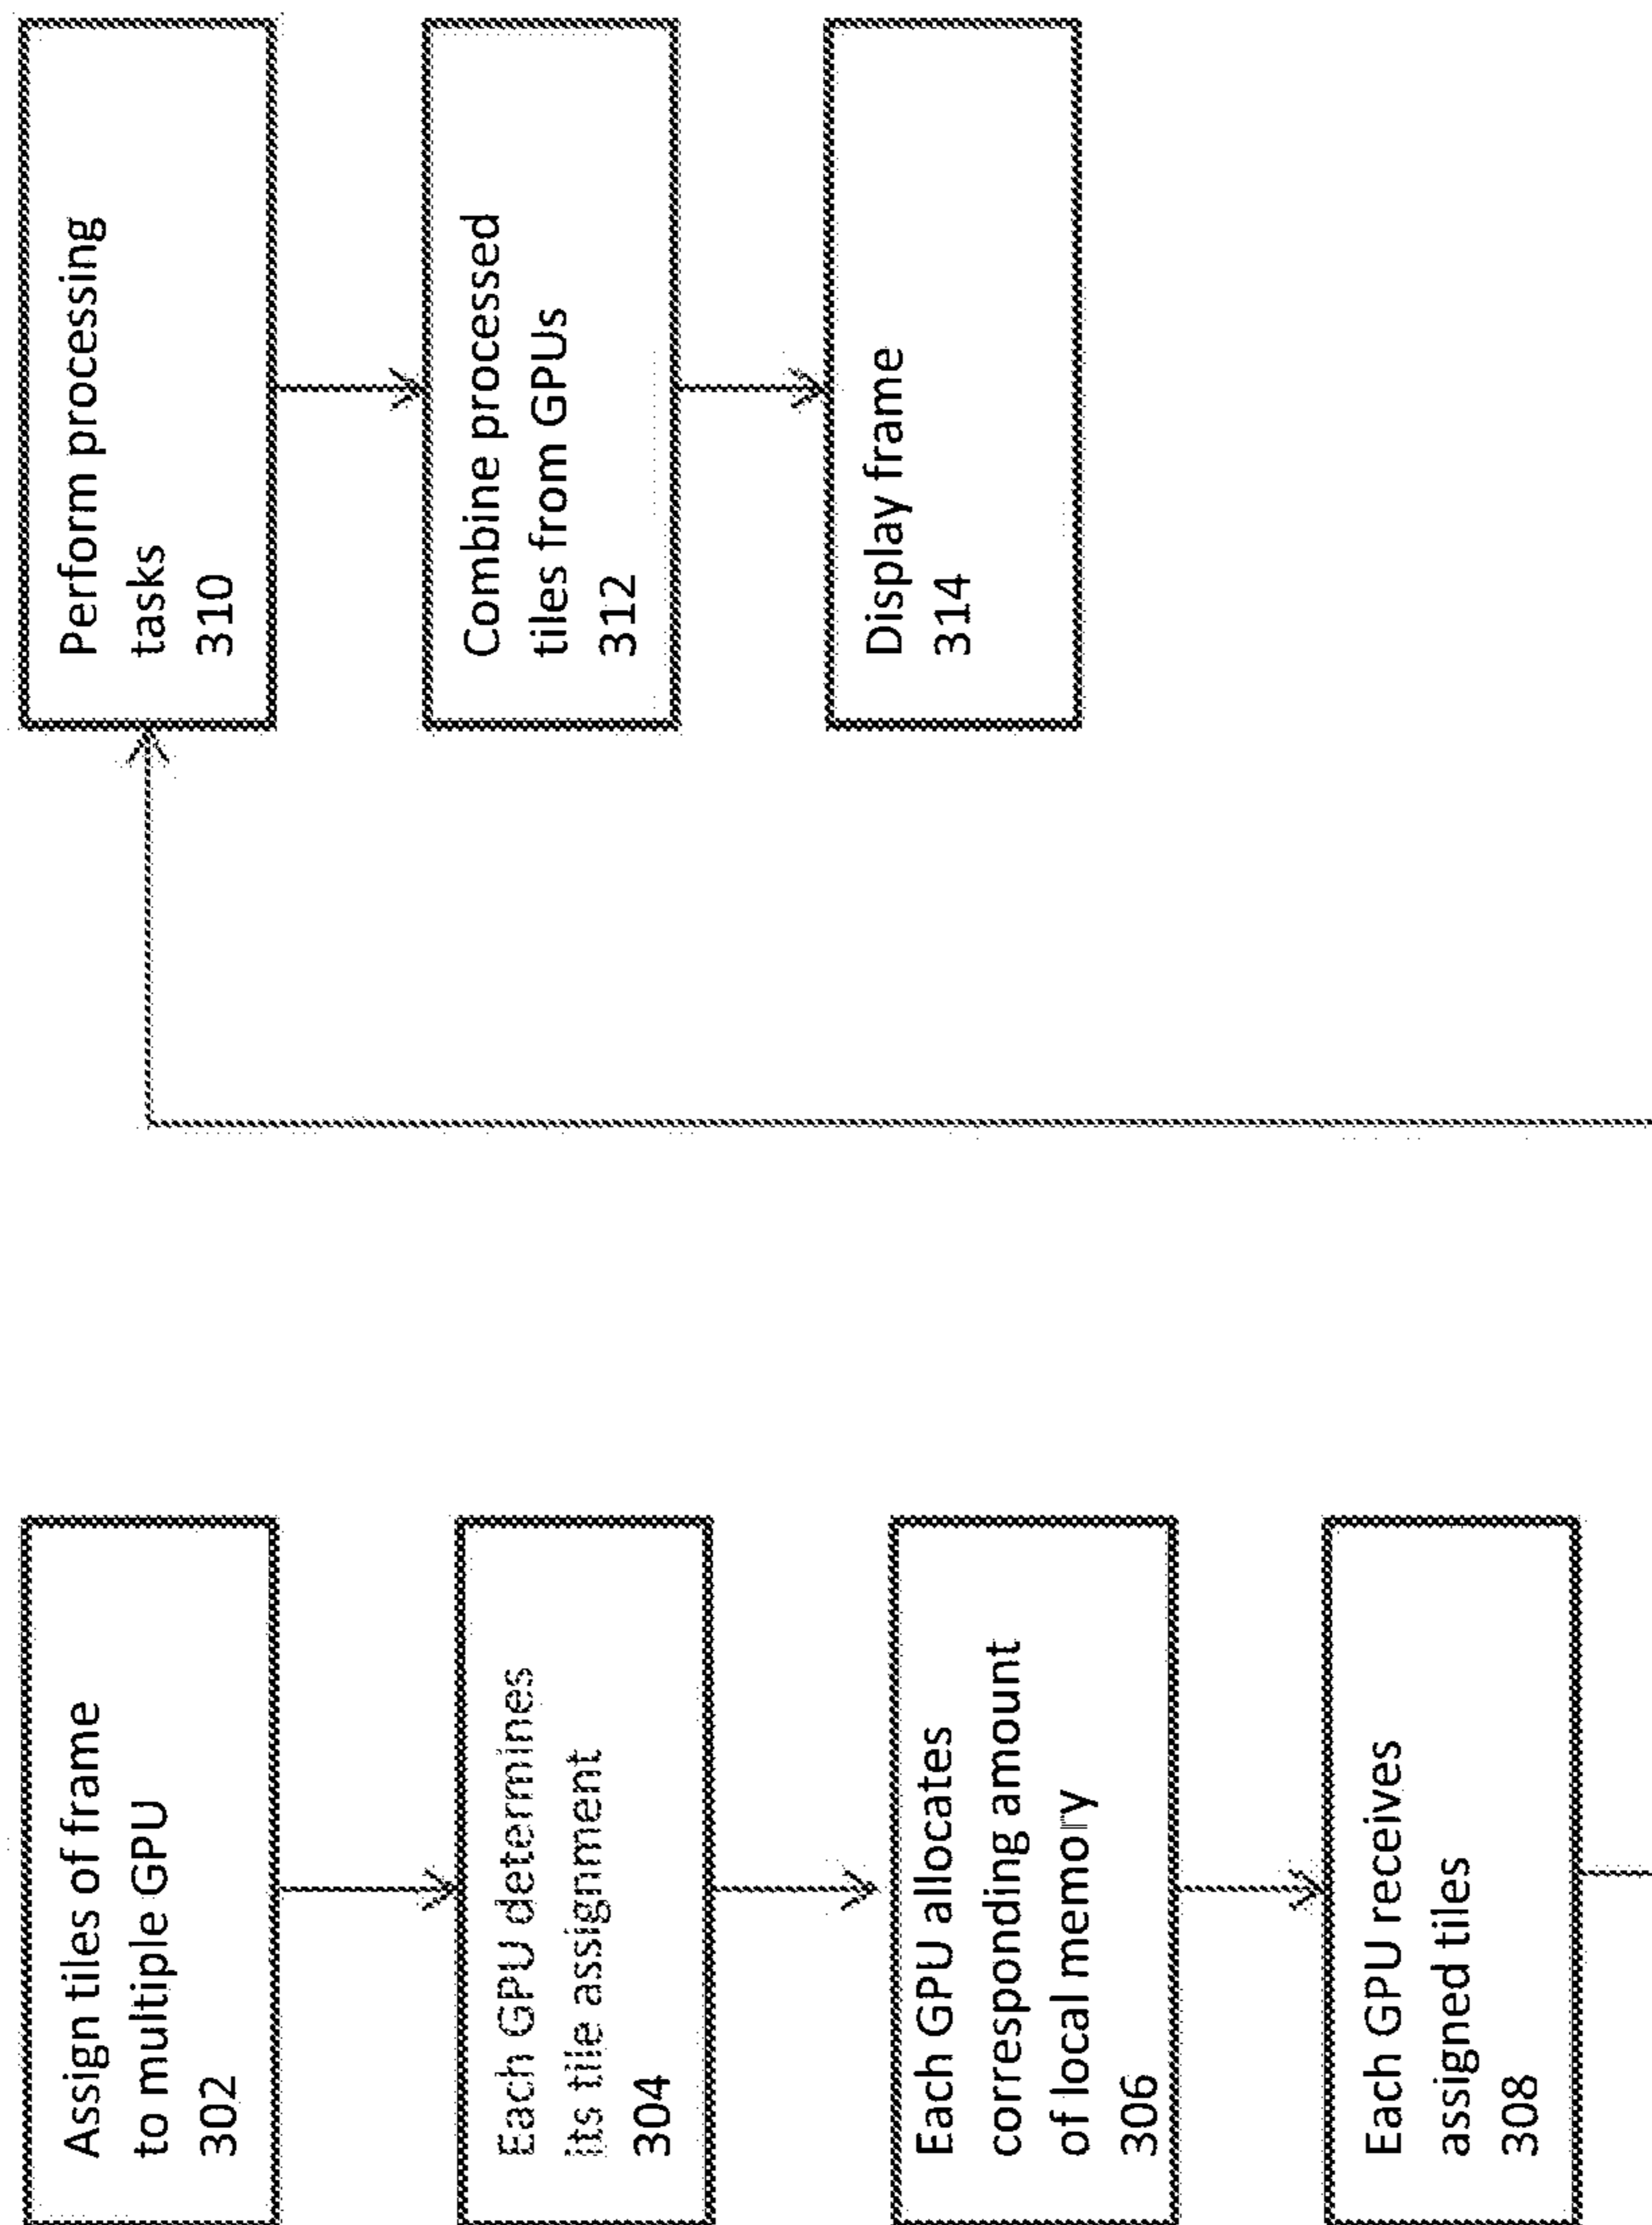 Assign tiles of frame
to multiple GPU
302
Each GPU determines
its tile assignment
304
Each GPU allocates
corresponding amount
of local memory
306
Each GPU receives
assigned tiles
308
Perform processing
tasks
310
Combine processed
tiles from GPUs
312
Display frame
314